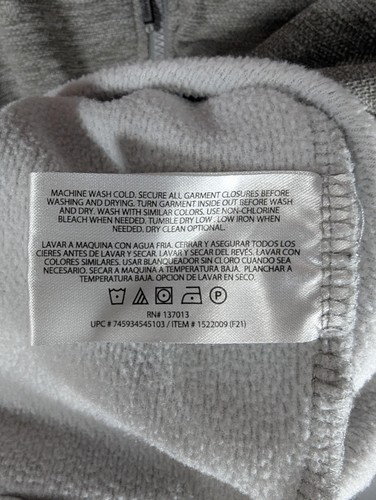 MACHINE WASH COLD. SECURE ALL GARMENT CLOSURES BEFORE
WASHING AND DRYING. TURN GARMENT INSIDE OUT BEFORE WASH
AND DRY. WASH WITH SIMILAR COLORS. USE NON-CHLORINE
BLEACH WHEN NEEDED. TUMBLE DRY LOW . LOW IRON WHEN
NEEDED. DRY CLEAN OPTIONAL.
LAVAR A MAQUINA CON AGUA FRIA. CERRAR Y ASEGURAR TODOS LOS
CIERES ANTES DE LAVAR Y SECAR. LAVAR Y SECAR DEL REVES. LAVAR CON
COLORES SIMILARES. USAR BLANQUEADOR SIN CLORO CUANDO SEA
NECESARIO. SECAR A MAQUINA A TEMPERATURA BAJA. PLANCHAR A
TEMPERATURA BAJA. OPCION DE LAVAR EN SECO.
P
RN# 137013
UPC # 745934545103 / ITEM # 1522009 (F21)